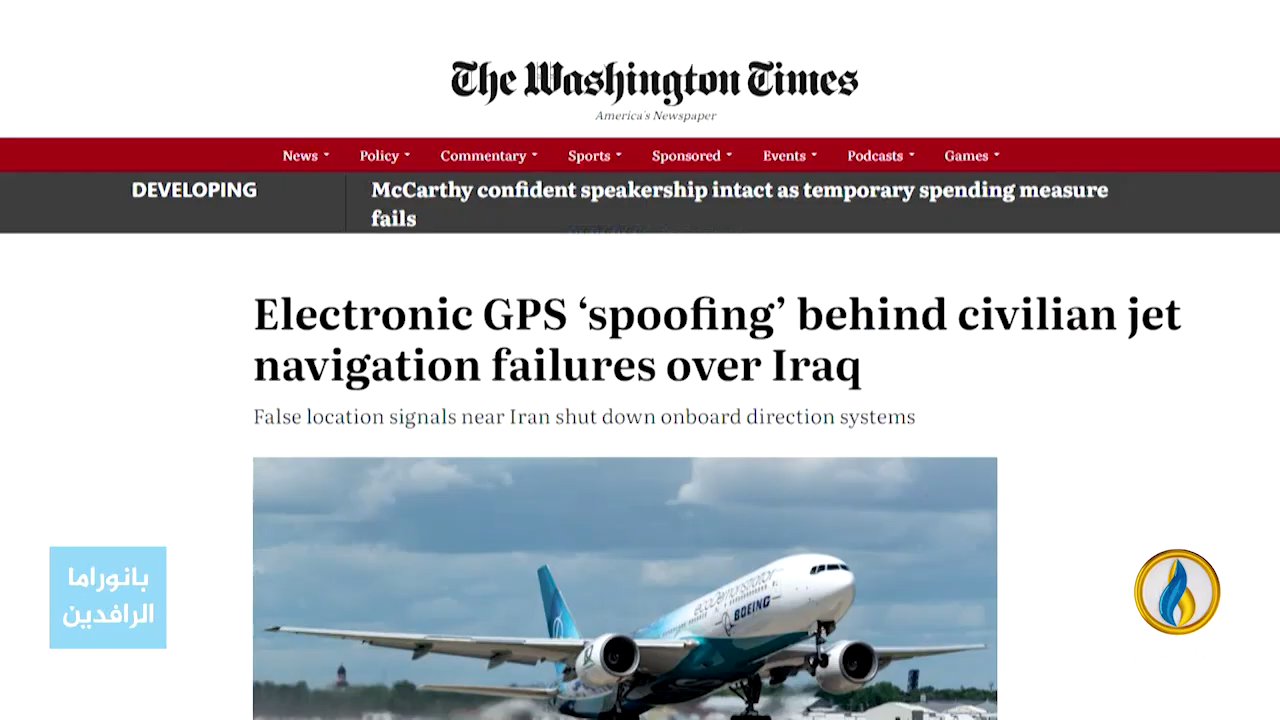 The Washington Times
America's Newspaper
News Policy Commentary Sports Sponsored Events Podcasts Games
DEVELOPING
McCarthy confident speakership intact as temporary spending measure
fails
Electronic GPS ‘spoofing’ behind civilian jet
navigation failures over Iraq
False location signals near Iran shut down onboard direction systems
ecoDemonstrator
BOEING
بانوراما
الرافدين